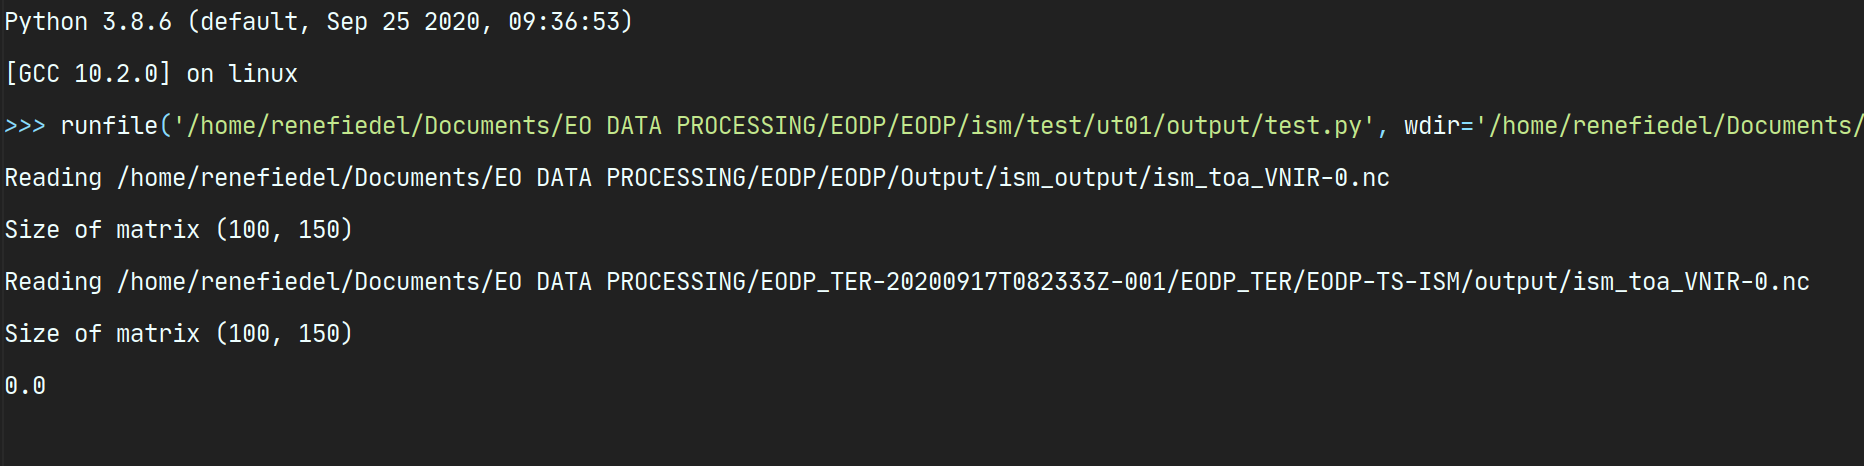 Python 3.8.6 (default, Sep 25 2020, 09:36:53)
[GCC 10.2.0] on linux
>>> runfile('/home/renefiedel/Documents/EO DATA PROCESSING/EODP/EODP/ism/test/ut01/output/test.py', wdir='/home/renefiedel/Documents/
Reading /home/renefiedel/Documents/EO DATA PROCESSING/EODP/EODP/Output/ism_output/ism_toa_VNIR-0.nc
Size of matrix (100, 150)
Reading /home/renefiedel/Documents/EO DATA PROCESSING/EODP_TER-20200917T082333Z-001/EODP_TER/EODP-TS-ISM/output/ism_toa_VNIR-0.nc
Size of matrix (100, 150)
0.0